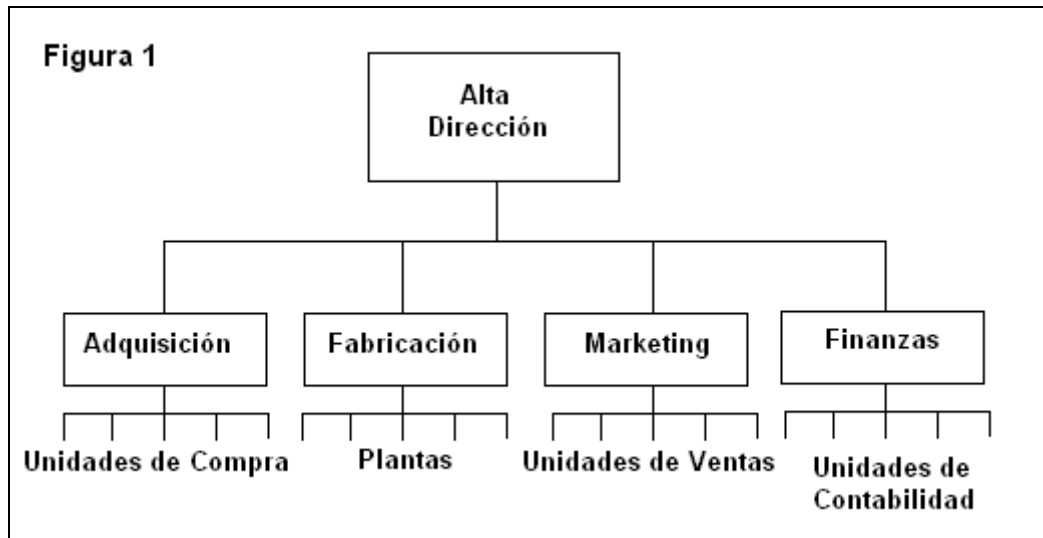 Figura 1
Alta
Dirección
Adquisición
Fabricación
Marketing
Finanzas
Unidades de Compra
Plantas
Unidades de Ventas
Unidades de
Contabilidad